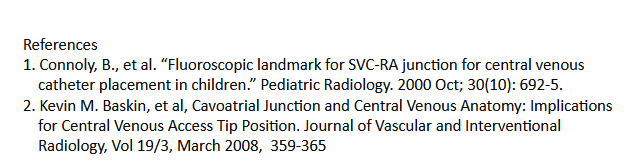 References
1. Connoly, B., et al. “Fluoroscopic landmark for SVC-RA junction for central venous
catheter placement in children.” Pediatric Radiology. 2000 Oct; 30(10): 692-5.
2. Kevin M. Baskin, et al, Cavoatrial Junction and Central Venous Anatomy: Implications
for Central Venous Access Tip Position. Journal of Vascular and Interventional
Radiology, Vol 19/3, March 2008,  359-365